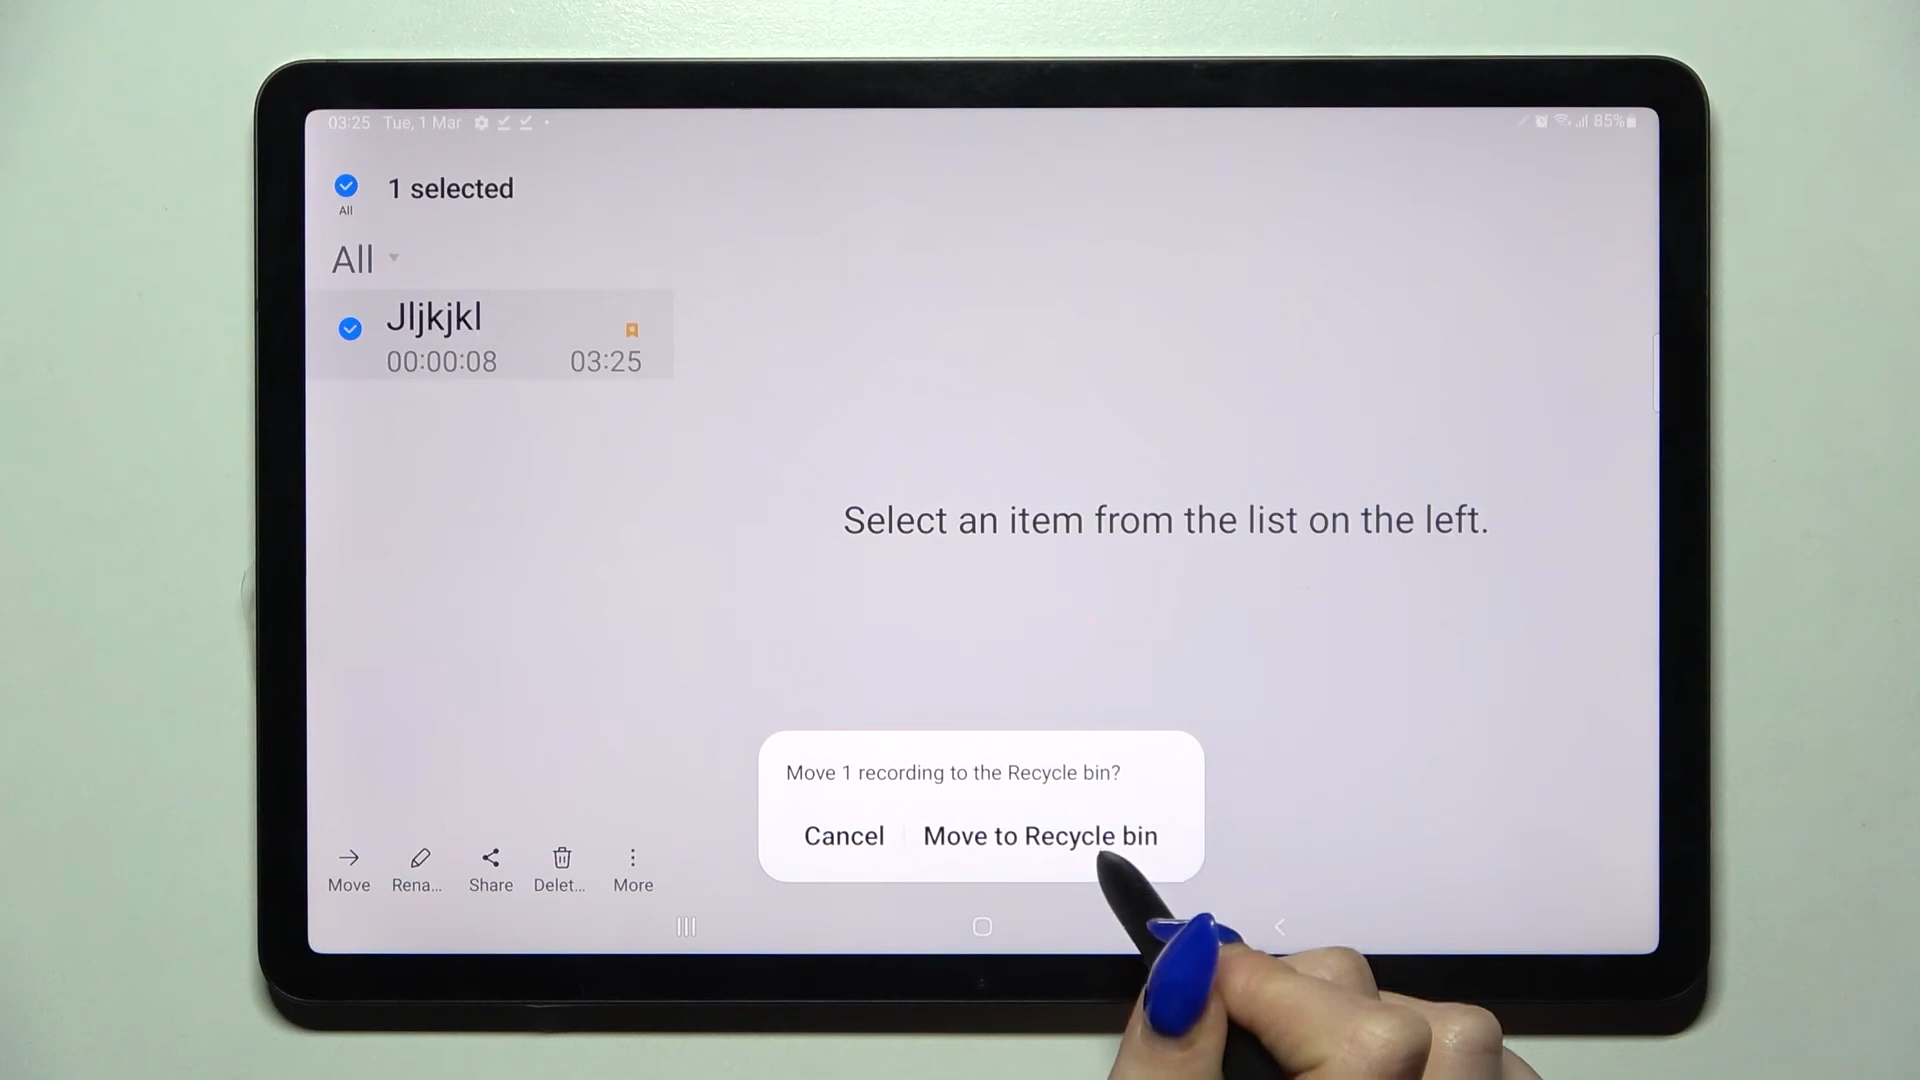 03:25 Tue, 1 Mar
85%
1 selected
All
All
Jljkjkl
00:00:08 03:25
Select an item from the list on the left.
Move 1 recording to the Recycle bin?
Cancel Move to Recycle bin
Move Rena... Share Delet... More